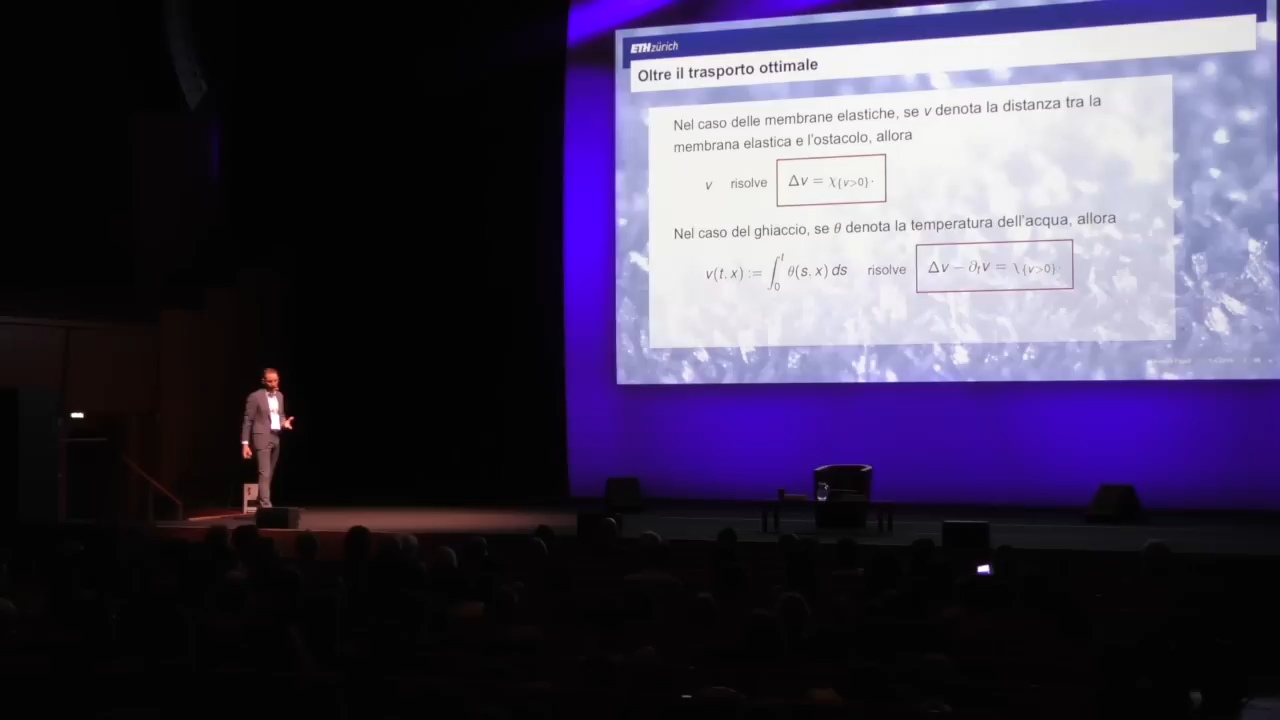 ETH zürich
Oltre il trasporto ottimale
Nel caso delle membrane elastiche, se v denota la distanza tra la
membrana elastica e l'ostacolo, allora
v risolve Δv = χ{v>0}.
Nel caso del ghiaccio, se θ denota la temperatura dell'acqua, allora
v(t, x) := ∫₀ᵗ θ(s, x) ds risolve Δv − ∂ₜv = χ{v>0}.